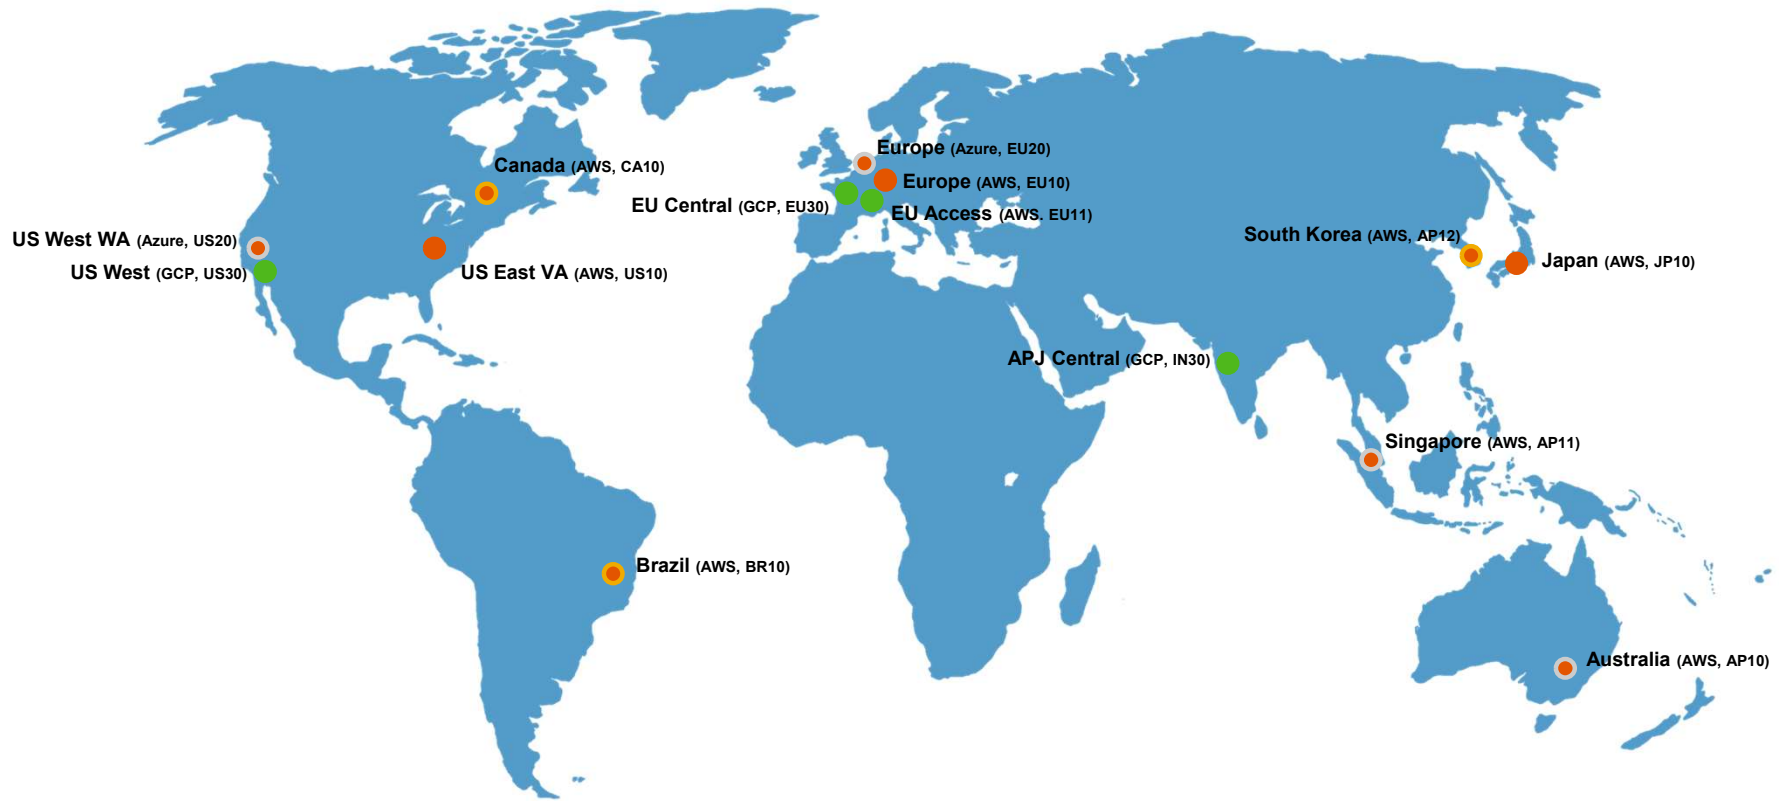 Canada (AWS, CA10)
US West WA (Azure, US20)
US West (GCP, US30)
US East VA (AWS, US10)
Brazil (AWS, BR10)
Europe (Azure, EU20)
Europe (AWS, EU10)
EU Central (GCP, EU30)
EU Access (AWS. EU11)
South Korea (AWS, AP12)
Japan (AWS, JP10)
APJ Central (GCP, IN30)
Singapore (AWS, AP11)
Australia (AWS, AP10)